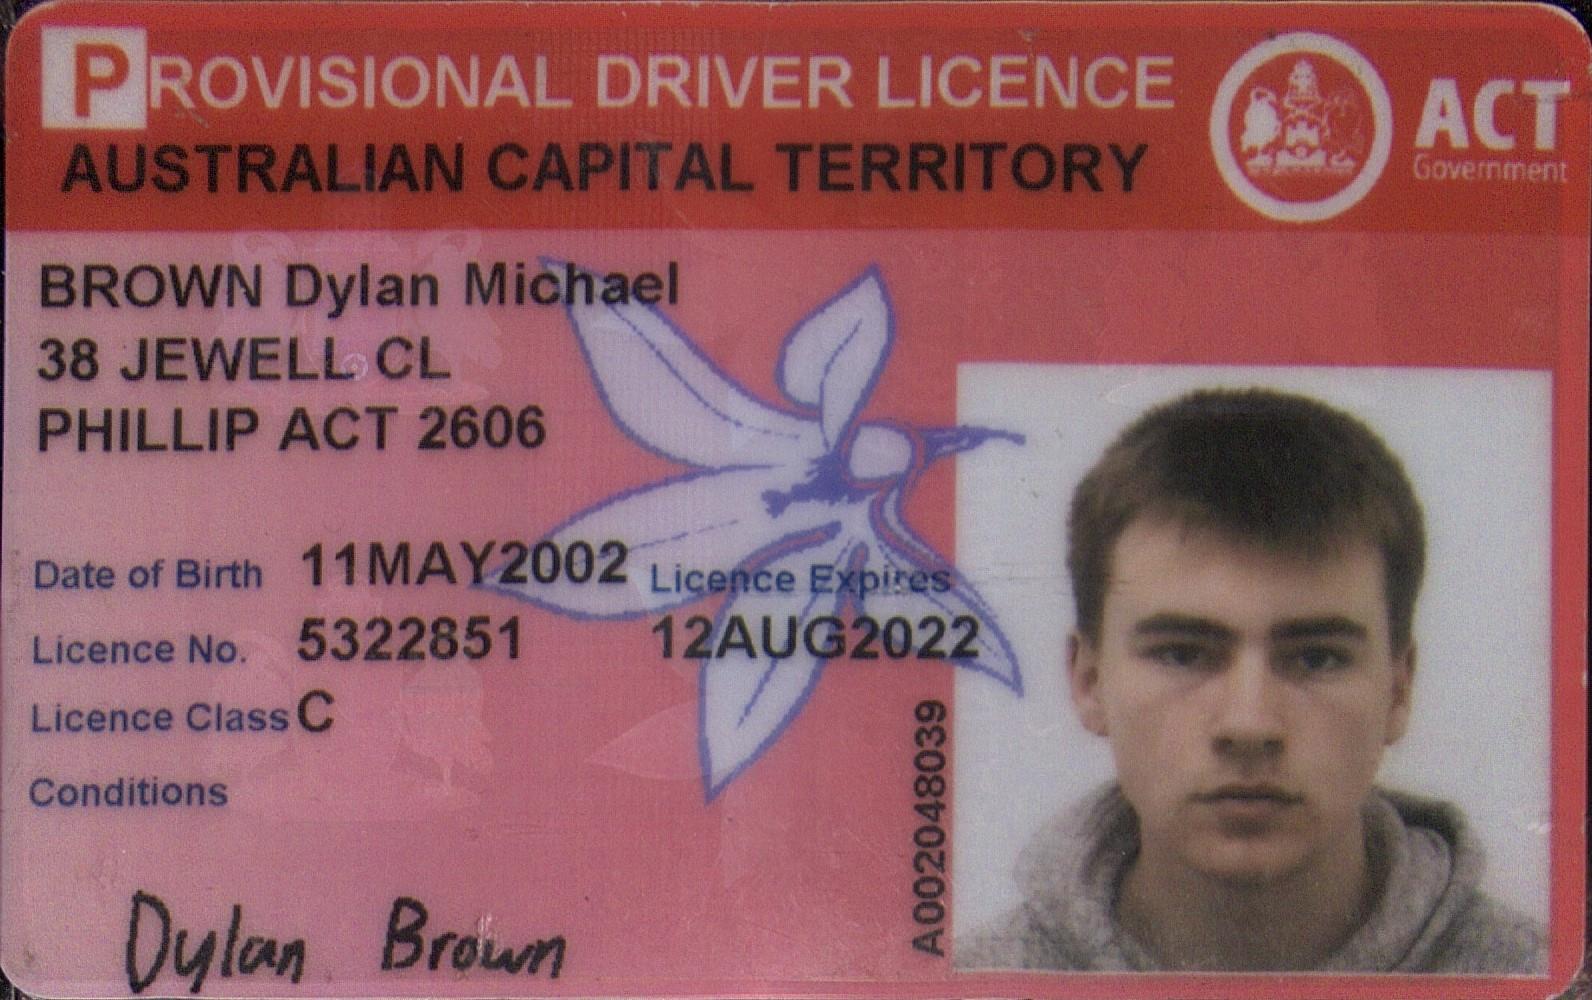 PROVISIONAL DRIVER LICENCE
AUSTRALIAN CAPITAL TERRITORY
ACT
Government
BROWN Dylan Michael
38 JEWELL CL
PHILLIP ACT 2606
Date of Birth 11MAY2002
Licence Expires
Licence No. 5322851
12AUG2022
Licence Class C
Conditions
A002048039
Dylan Brown